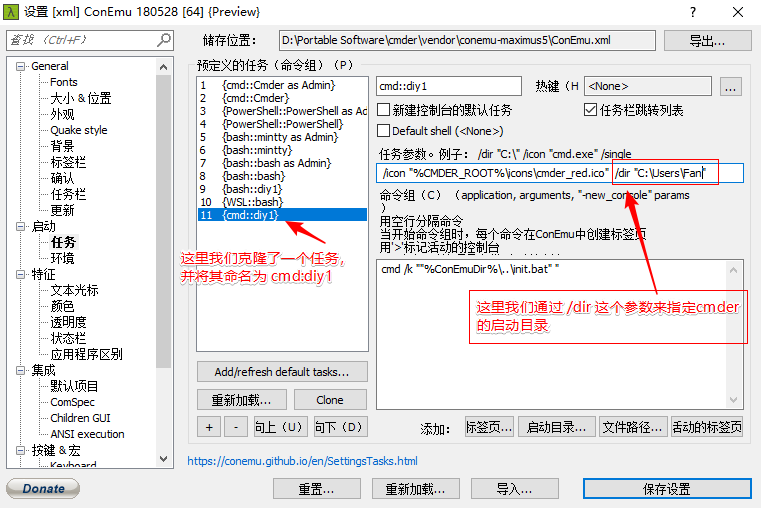 λ 设置 [xml] ConEmu 180528 [64] {Preview}
查找 (Ctrl+F)
储存位置:
D:\Portable Software\cmder\vendor\conemu-maximus5\ConEmu.xml
导出...
General
Fonts
大小 & 位置
外观
Quake style
背景
标签栏
确认
任务栏
更新
启动
任务
环境
特征
文本光标
颜色
透明度
状态栏
应用程序区别
集成
默认项目
ComSpec
Children GUI
ANSI execution
按键 & 宏
Keyboard
预定义的任务（命令组）（P）
1 {cmd::Cmder as Admin}
2 {cmd::Cmder}
3 {PowerShell::PowerShell as Ad
4 {PowerShell::PowerShell}
5 {bash::mintty as Admin}
6 {bash::mintty}
7 {bash::bash as Admin}
8 {bash::bash}
9 {bash::diy1}
10 {WSL::bash}
11 {cmd::diy1}
这里我们克隆了一个任务，
并将其命名为 cmd:diy1
Add/refresh default tasks...
重新加载...
Clone
+
-
向上（U）
向下（D）
cmd::diy1
热键（H
<None>
...
新建控制台的默认任务
任务栏跳转列表
Default shell (<None>)
任务参数。例子： /dir "C:\" /icon "cmd.exe" /single
/icon "%CMDER_ROOT%\icons\cmder_red.ico" /dir "C:\Users\Fan"
命令组（C）(application, arguments, "-new_console" params
)
用空行分隔命令
当开始命令组时，每个命令在ConEmu中创建标签页
用'>'标记活动的控制台
cmd /k ""%ConEmuDir%\..\init.bat" "
这里我们通过 /dir 这个参数来指定cmder
的启动目录
添加:
标签页...
启动目录...
文件路径...
活动的标签页
https://conemu.github.io/en/SettingsTasks.html
Donate
重置...
重新加载...
导入...
保存设置